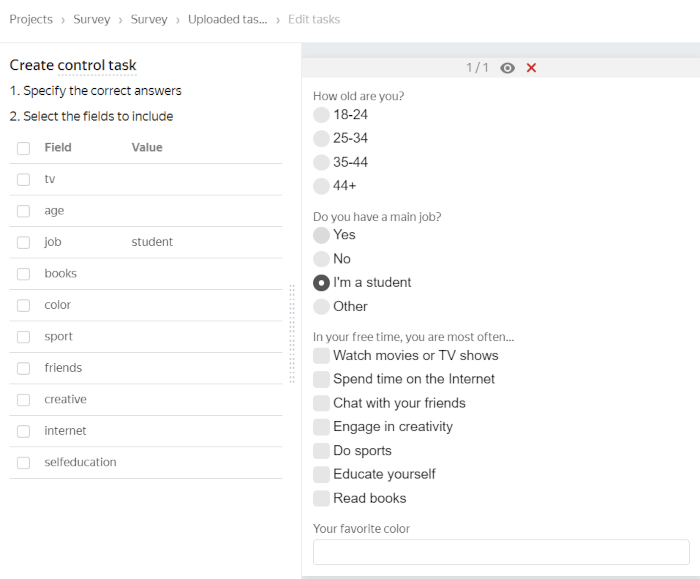 Projects › Survey › Survey › Uploaded tas... › Edit tasks
Create control task
1. Specify the correct answers
2. Select the fields to include
Field Value
tv
age
job student
books
color
sport
friends
creative
internet
selfeducation
1 / 1
How old are you?
18-24
25-34
35-44
44+
Do you have a main job?
Yes
No
I'm a student
Other
In your free time, you are most often...
Watch movies or TV shows
Spend time on the Internet
Chat with your friends
Engage in creativity
Do sports
Educate yourself
Read books
Your favorite color